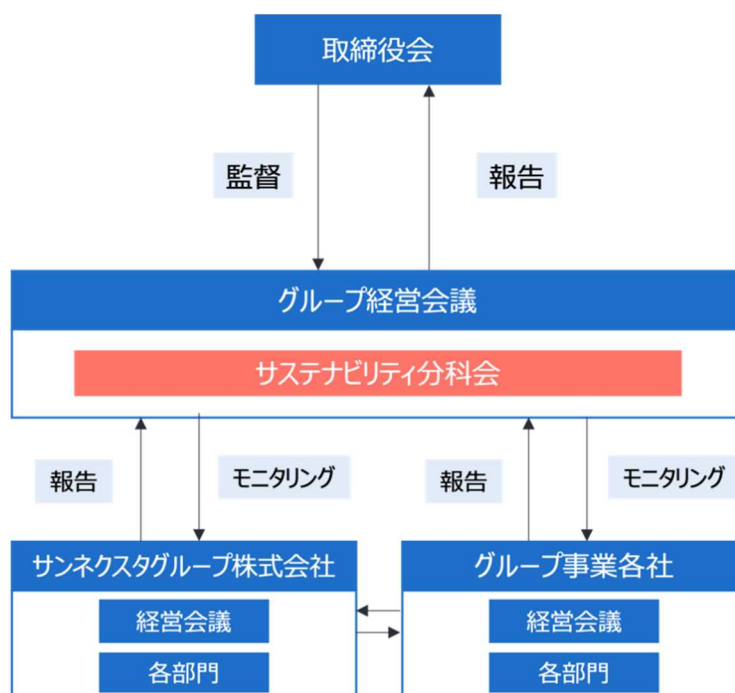 取締役会
監督
報告
グループ経営会議
サステナビリティ分科会
報告
モニタリング
報告
モニタリング
サンネクスタグループ株式会社
グループ事業各社
経営会議
経営会議
各部門
各部門